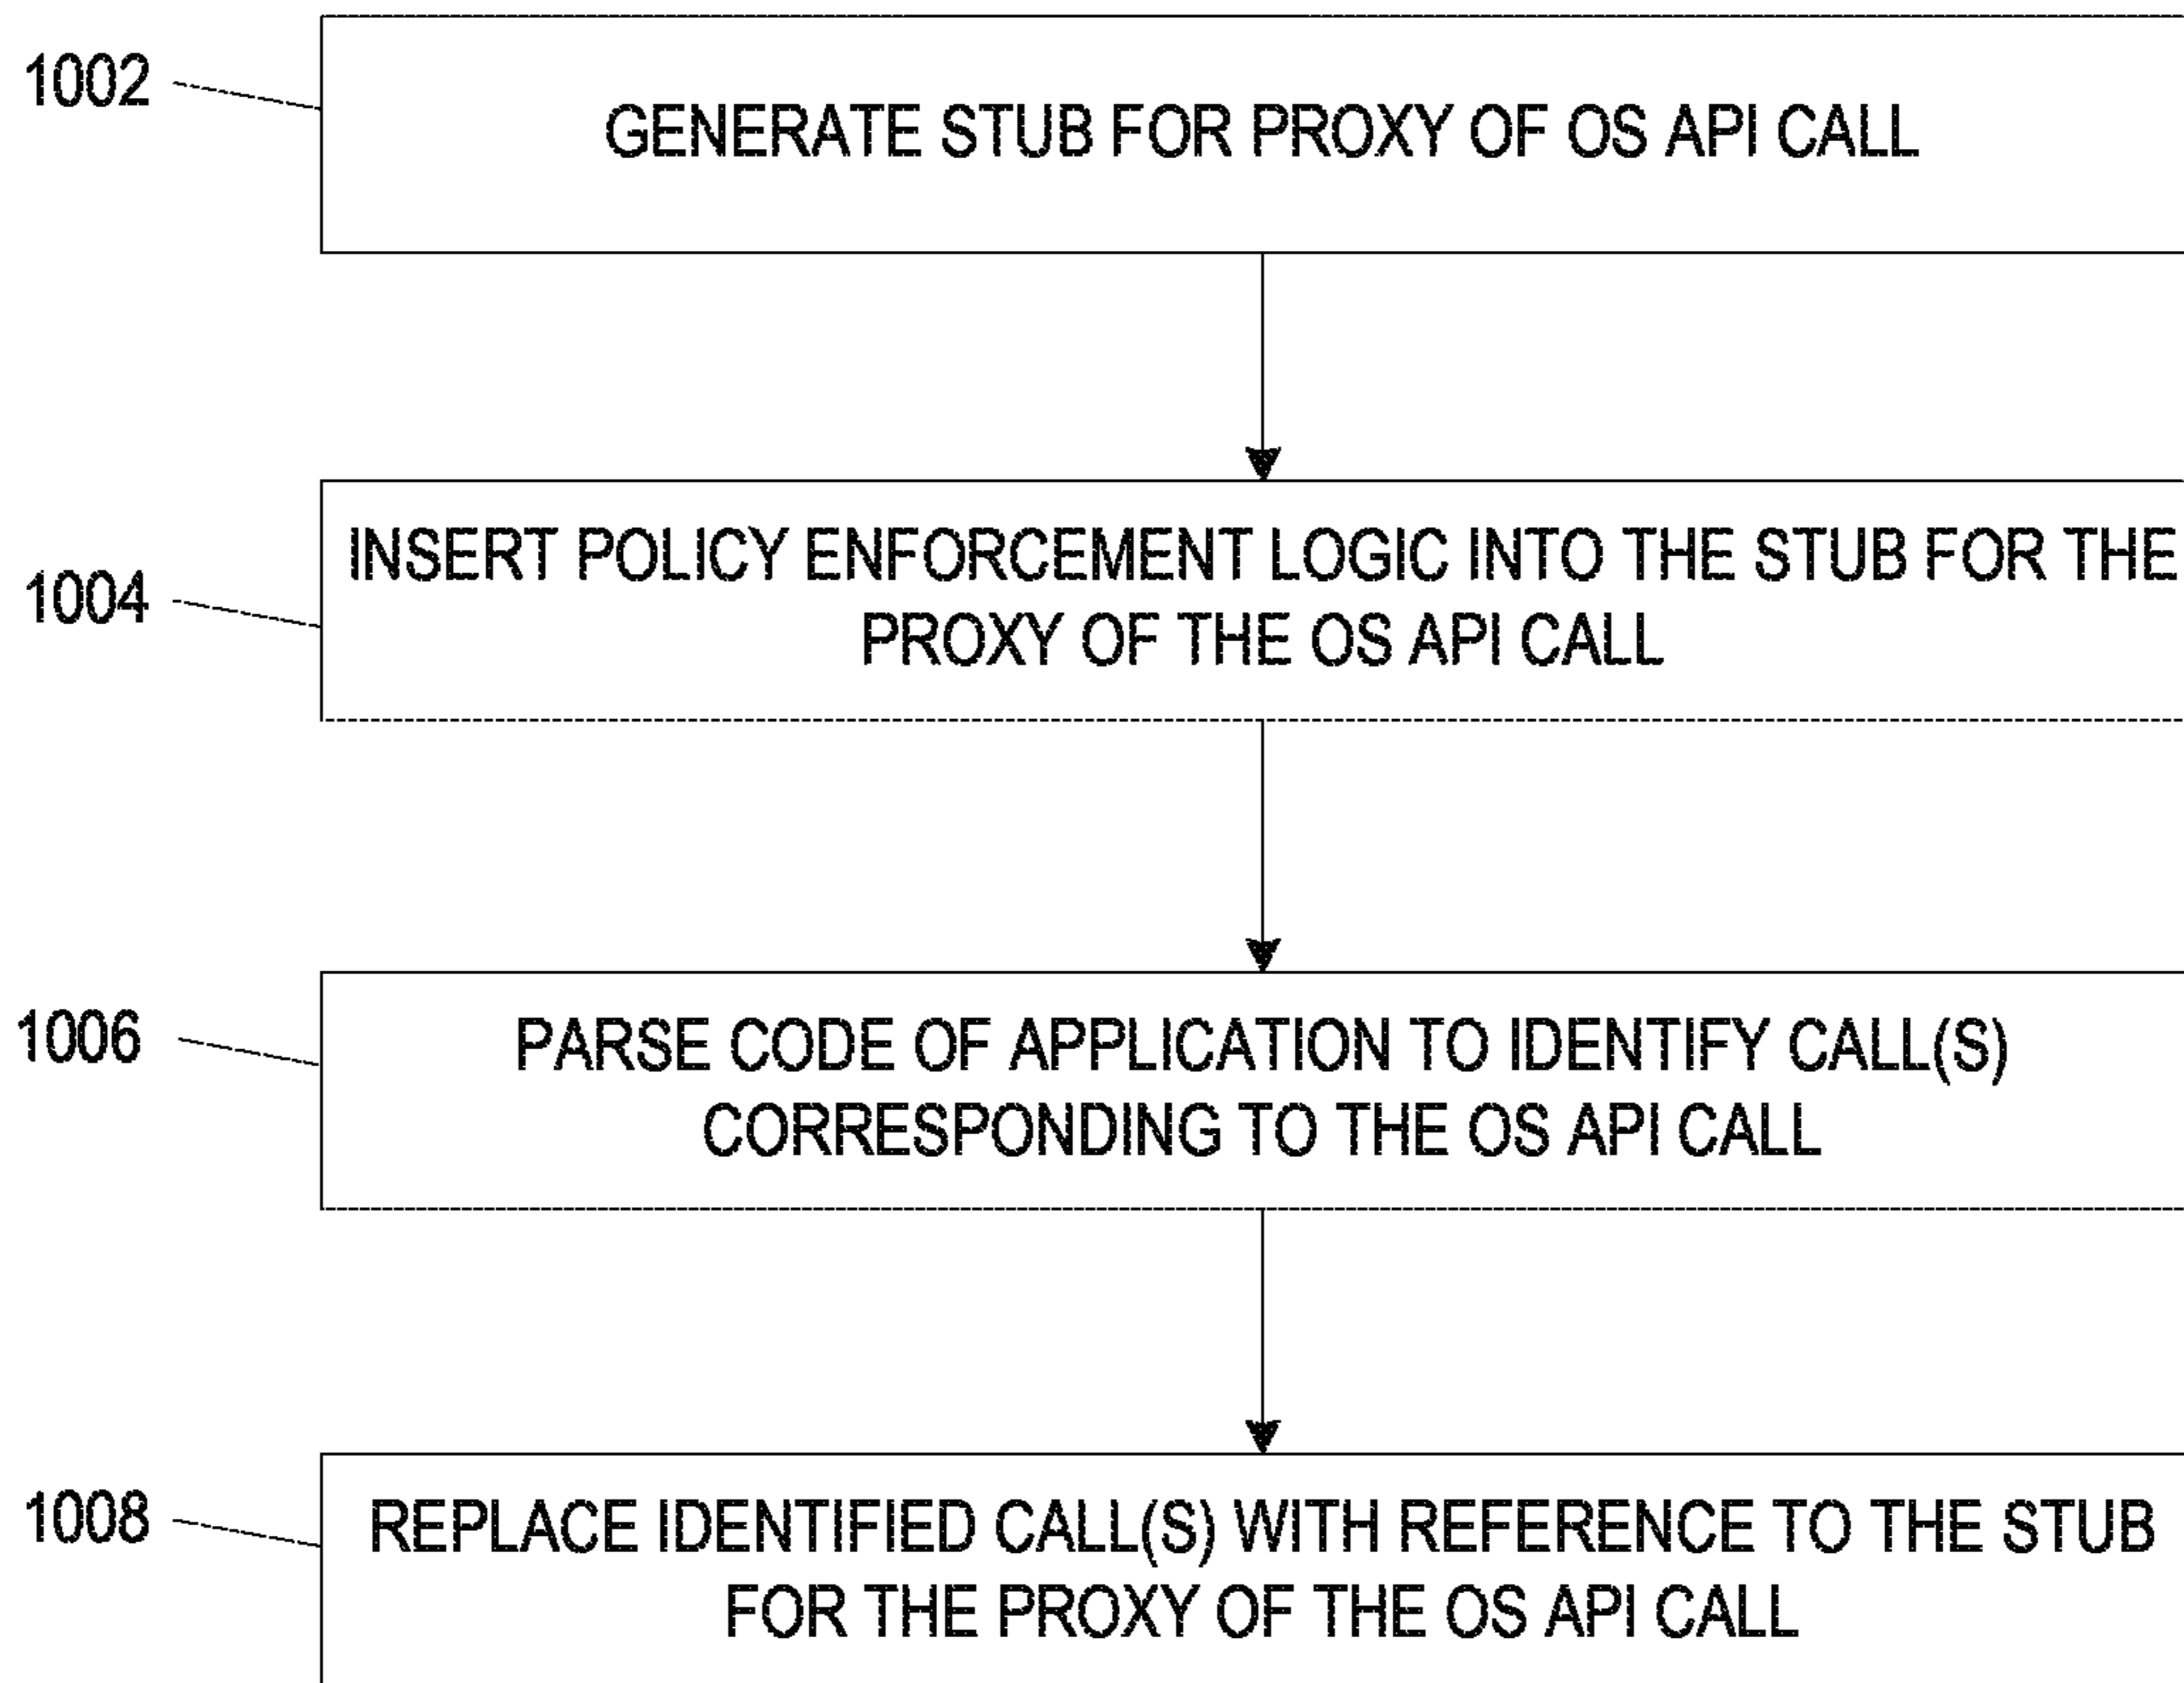 1002
GENERATE STUB FOR PROXY OF OS API CALL
1004
INSERT POLICY ENFORCEMENT LOGIC INTO THE STUB FOR THE
PROXY OF THE OS API CALL
1006
PARSE CODE OF APPLICATION TO IDENTIFY CALL(S)
CORRESPONDING TO THE OS API CALL
1008
REPLACE IDENTIFIED CALL(S) WITH REFERENCE TO THE STUB
FOR THE PROXY OF THE OS API CALL